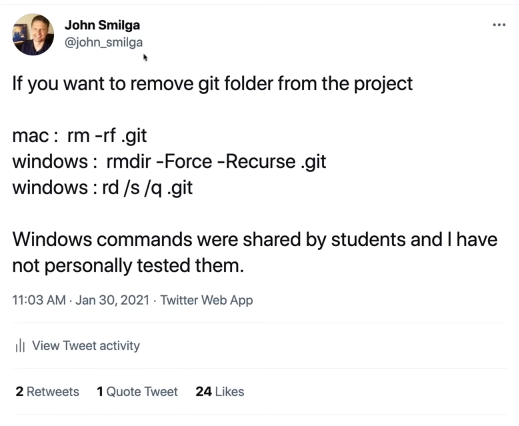 John Smilga
@john_smilga
If you want to remove git folder from the project
mac :  rm -rf .git
windows :  rmdir -Force -Recurse .git
windows : rd /s /q .git
Windows commands were shared by students and I have
not personally tested them.
11:03 AM · Jan 30, 2021 · Twitter Web App
View Tweet activity
2 Retweets 1 Quote Tweet 24 Likes